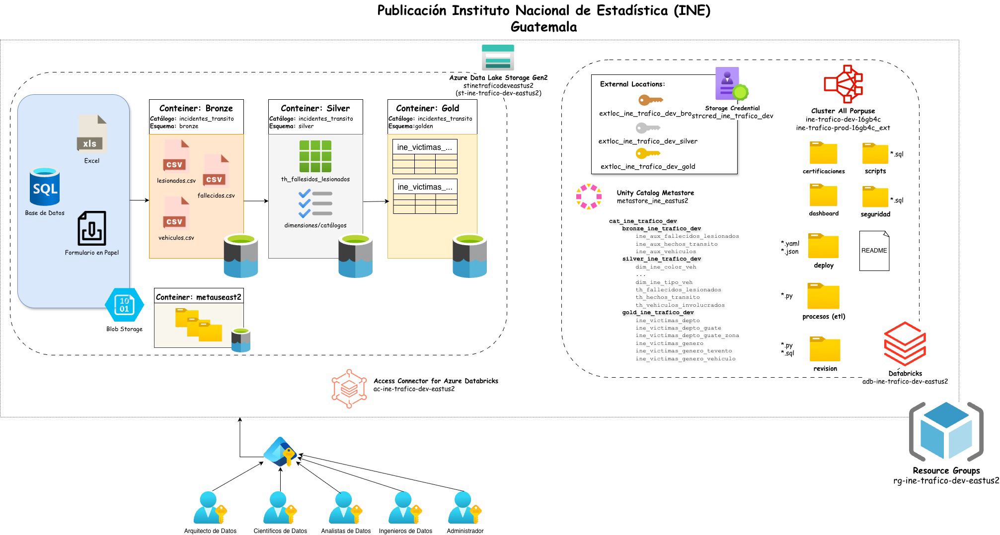 Publicación Instituto Nacional de Estadística (INE)
Guatemala
Azure Data Lake Storage Gen2
stinetraficodeveastus2
(st-ine-trafico-dev-eastus2)
xls
Excel
SQL
Base de Datos
Formulario en Papel
10
01
Blob Storage
Conteiner: Bronze
Catálogo: incidentes_transito
Esquema: bronze
CSV
lesionados.csv
CSV
fallecidos.csv
CSV
vehiculos.csv
Conteiner: Silver
Catálogo: incidentes_transito
Esquema: silver
th_fallesidos_lesionados
dimensiones/catálogos
Conteiner: Gold
Catálogo: incidentes_transito
Esquema:golden
ine_victimas_...
ine_victimas_...
Conteiner: metauseast2
Access Connector for Azure Databricks
ac-ine-trafico-dev-eastus2
External Locations:
extloc_ine_trafico_dev_bro
extloc_ine_trafico_dev_silver
extloc_ine_trafico_dev_gold
Storage Credential
strcred_ine_trafico_dev
Unity Catalog Metastore
metastore_ine_eastus2
cat_ine_trafico_dev
bronze_ine_trafico_dev
ine_aux_fallecidos_lesionados
ine_aux_hechos_transito
ine_aux_vehiculos
silver_ine_trafico_dev
dim_ine_color_veh
...
dim_ine_tipo_veh
th_fallecidos_lesionados
th_hechos_transito
th_vehiculos_involucrados
gold_ine_trafico_dev
ine_victimas_depto
ine_victimas_depto_guate
ine_victimas_depto_guate_zona
ine_victimas_genero
ine_victimas_genero_tevento
ine_victimas_genero_vehiculo
Cluster All Porpuse
ine-trafico-dev-16gb4c
ine-trafico-prod-16gb4c_ext
certificaciones
*.sql
scripts
dashboard
*.sql
seguridad
*.yaml
*.json
deploy
README
*.py
procesos (etl)
*.py
*.sql
revision
Databricks
adb-ine-trafico-dev-eastus2
Resource Groups
rg-ine-trafico-dev-eastus2
Arquitecto de Datos
Científicos de Datos
Analistas de Datos
Ingenieros de Datos
Administrador